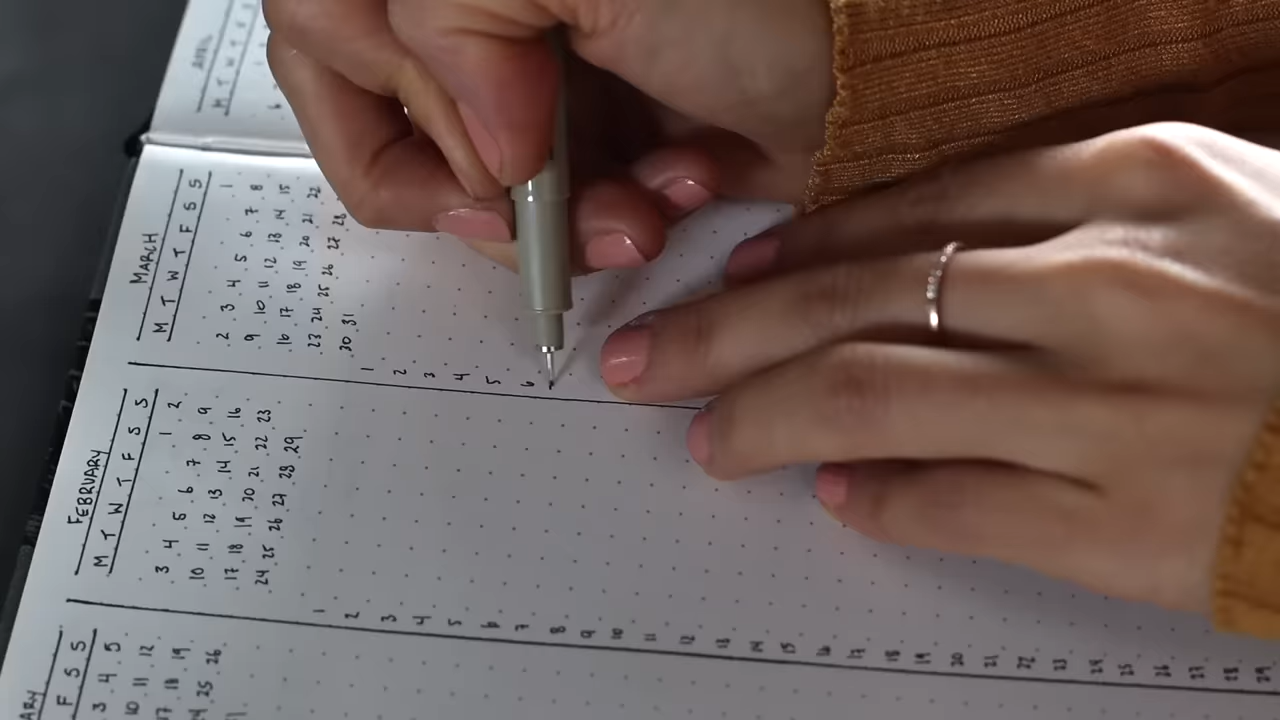 ARY
F S S
3 4 5
10 11 12
17 18 19
25 26
FEBRUARY
M T W T F S S
1 2
3 4 5 6 7 8 9
10 11 12 13 14 15 16
17 18 19 20 21 22 23
24 25 26 27 28 29
1
2
3
4
5
6
7
8
9
10
11
12
13
14
15
16
17
18
19
20
21
22
23
24
25
26
27
28
29
MARCH
M T W T F S S
1
2 3 4 5 6 7 8
9 10 11 12 13 14 15
16 17 18 19 20 21 22
23 24 25 26 27 28
30 31
1
2
3
4
5
6
APRIL
M T W T F
6